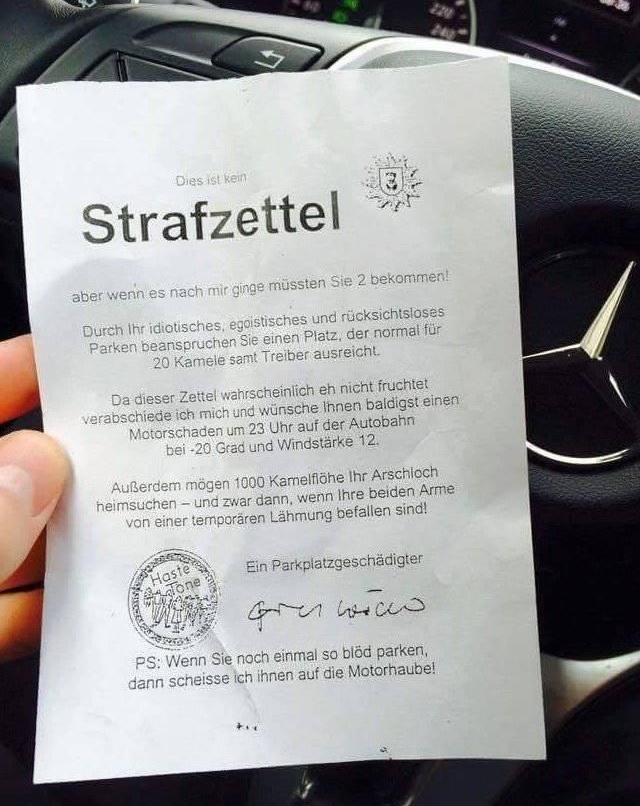 Dies ist kein
Strafzettel
aber wenn es nach mir ginge müssten Sie 2 bekommen!
Durch Ihr idiotisches, egoistisches und rücksichtsloses
Parken beanspruchen Sie einen Platz, der normal für
20 Kamele samt Treiber ausreicht.
Da dieser Zettel wahrscheinlich eh nicht fruchtet
verabschiede ich mich und wünsche Ihnen baldigst einen
Motorschaden um 23 Uhr auf der Autobahn
bei -20 Grad und Windstärke 12.
Außerdem mögen 1000 Kamelflöhe Ihr Arschloch
heimsuchen – und zwar dann, wenn Ihre beiden Arme
von einer temporären Lähmung befallen sind!
Haste
Töne
Ein Parkplatzgeschädigter
PS: Wenn Sie noch einmal so blöd parken,
dann scheisse ich ihnen auf die Motorhaube!
220
240